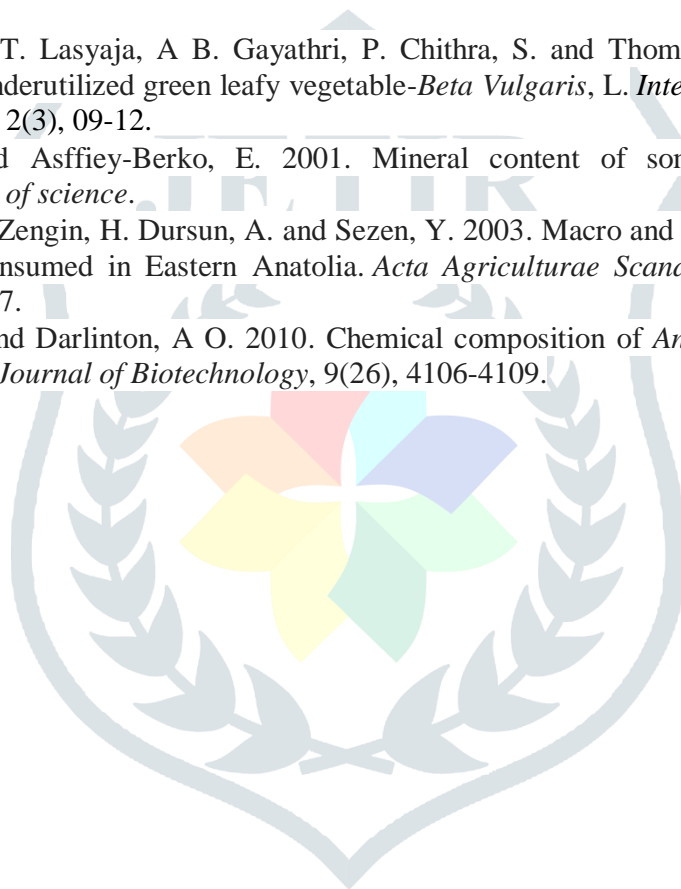 T. Lasyaja, A B. Gayathri, P. Chithra, S. and Thom
nderutilized green leafy vegetable-Beta Vulgaris, L. Inte
2(3), 09-12.
d Asffiey-Berko, E. 2001. Mineral content of som
of science.
Zengin, H. Dursun, A. and Sezen, Y. 2003. Macro and
onsumed in Eastern Anatolia. Acta Agriculturae Scand
7.
nd Darlinton, A O. 2010. Chemical composition of An
Journal of Biotechnology, 9(26), 4106-4109.